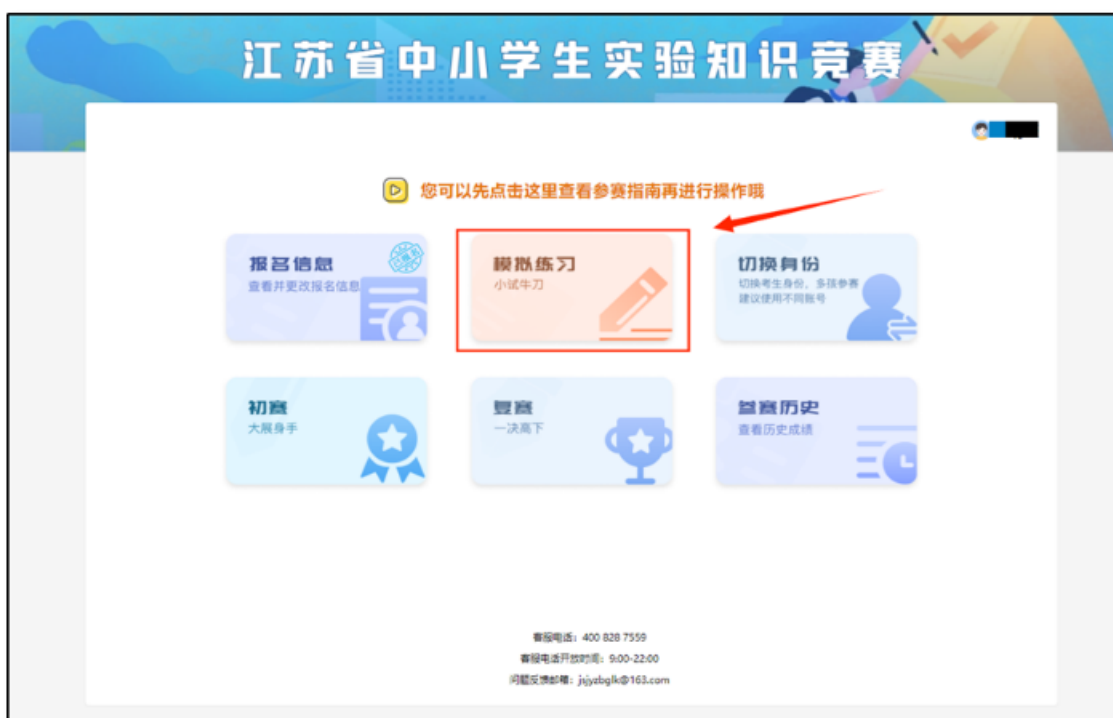 江苏省中小学生实验知识竞赛
您可以先点击这里查看参赛指南再进行操作哦
报名信息
查看并更改报名信息
模拟练习
小试牛刀
切换身份
切换考生身份，多孩参赛
建议使用不同账号
初赛
大展身手
复赛
一决高下
参赛历史
查看历史成绩
客服电话：400 828 7559
客服电话开放时间：9:00-22:00
问题反馈邮箱：jsjyzbglk@163.com